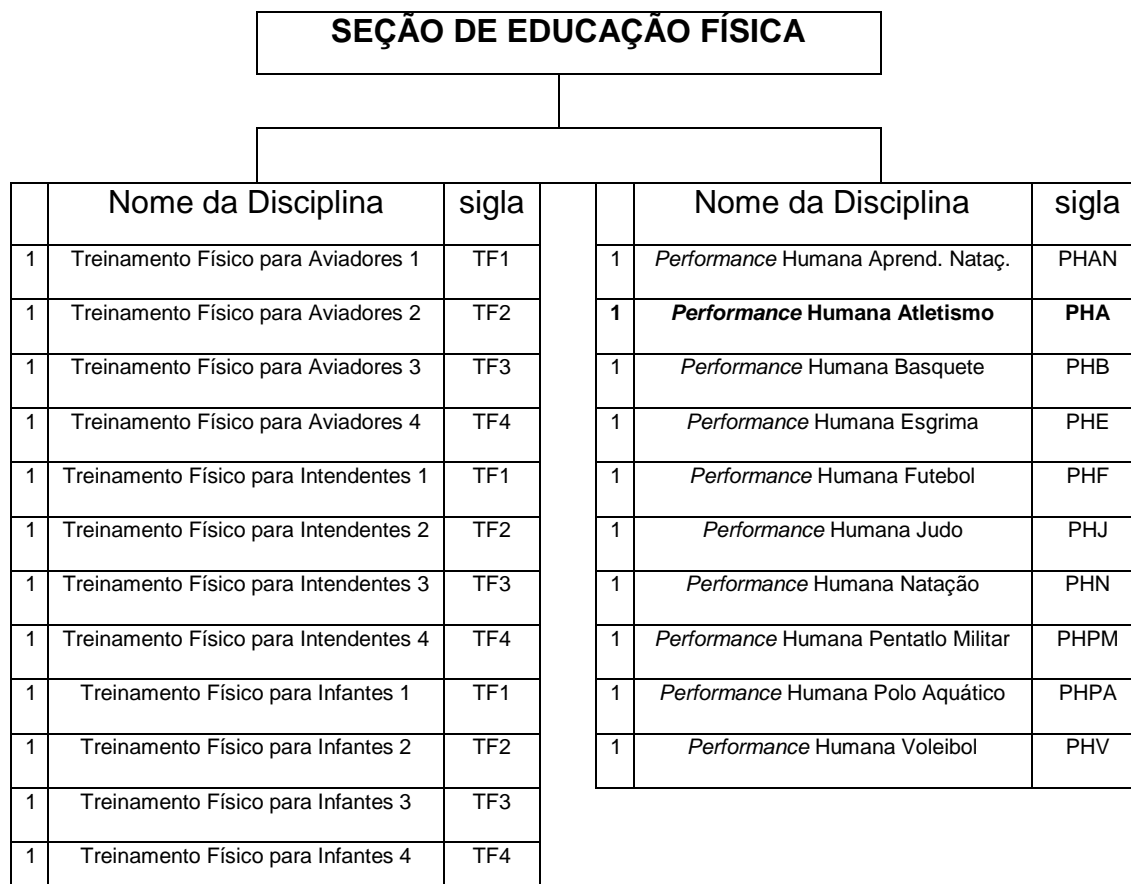 SEÇÃO DE EDUCAÇÃO FÍSICA
Nome da Disciplina sigla
1 Treinamento Físico para Aviadores 1 TF1
1 Treinamento Físico para Aviadores 2 TF2
1 Treinamento Físico para Aviadores 3 TF3
1 Treinamento Físico para Aviadores 4 TF4
1 Treinamento Físico para Intendentes 1 TF1
1 Treinamento Físico para Intendentes 2 TF2
1 Treinamento Físico para Intendentes 3 TF3
1 Treinamento Físico para Intendentes 4 TF4
1 Treinamento Físico para Infantes 1 TF1
1 Treinamento Físico para Infantes 2 TF2
1 Treinamento Físico para Infantes 3 TF3
1 Treinamento Físico para Infantes 4 TF4
Nome da Disciplina sigla
1 Performance Humana Aprend. Nataç. PHAN
1 Performance Humana Atletismo PHA
1 Performance Humana Basquete PHB
1 Performance Humana Esgrima PHE
1 Performance Humana Futebol PHF
1 Performance Humana Judo PHJ
1 Performance Humana Natação PHN
1 Performance Humana Pentatlo Militar PHPM
1 Performance Humana Polo Aquático PHPA
1 Performance Humana Voleibol PHV